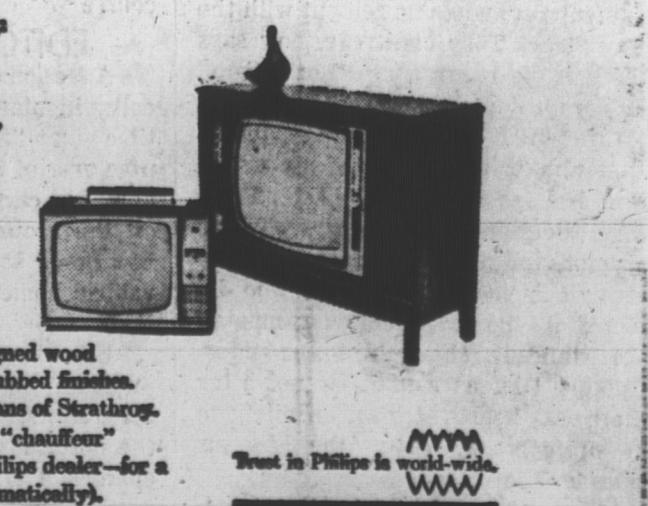 gned wood
ubbed finishes.
ans of Strathroy.
"chauffeur"
ilips dealer—for a
matically).
Trust in Philips is world-wide.